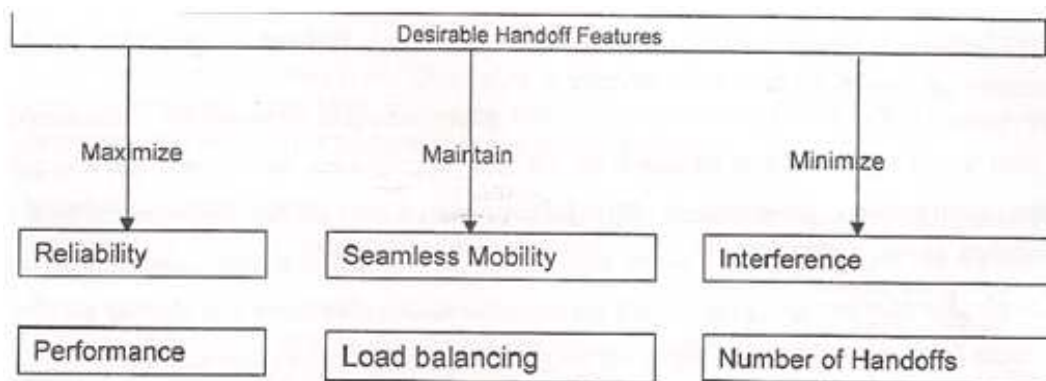 Desirable Handoff Features
Maximize
Maintain
Minimize
Reliability
Seamless Mobility
Interference
Performance
Load balancing
Number of Handoffs